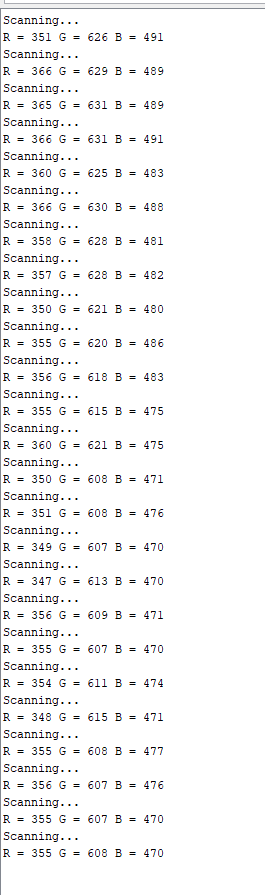 Scanning...
R = 351 G = 626 B = 491
Scanning...
R = 366 G = 629 B = 489
Scanning...
R = 365 G = 631 B = 489
Scanning...
R = 366 G = 631 B = 491
Scanning...
R = 360 G = 625 B = 483
Scanning...
R = 366 G = 630 B = 488
Scanning...
R = 358 G = 628 B = 481
Scanning...
R = 357 G = 628 B = 482
Scanning...
R = 350 G = 621 B = 480
Scanning...
R = 355 G = 620 B = 486
Scanning...
R = 356 G = 618 B = 483
Scanning...
R = 355 G = 615 B = 475
Scanning...
R = 360 G = 621 B = 475
Scanning...
R = 350 G = 608 B = 471
Scanning...
R = 351 G = 608 B = 476
Scanning...
R = 349 G = 607 B = 470
Scanning...
R = 347 G = 613 B = 470
Scanning...
R = 356 G = 609 B = 471
Scanning...
R = 355 G = 607 B = 470
Scanning...
R = 354 G = 611 B = 474
Scanning...
R = 348 G = 615 B = 471
Scanning...
R = 355 G = 608 B = 477
Scanning...
R = 356 G = 607 B = 476
Scanning...
R = 355 G = 607 B = 470
Scanning...
R = 355 G = 608 B = 470